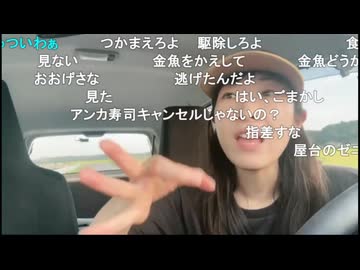 っついわぁ つかまえろよ 駆除しろよ 食
見ない 金魚をかえして 金魚どうか
おおげさな 逃げたんだよ
見た はい、ごまかし
アンカ寿司キャンセルじゃないの？
指差すな
屋台のゼニ